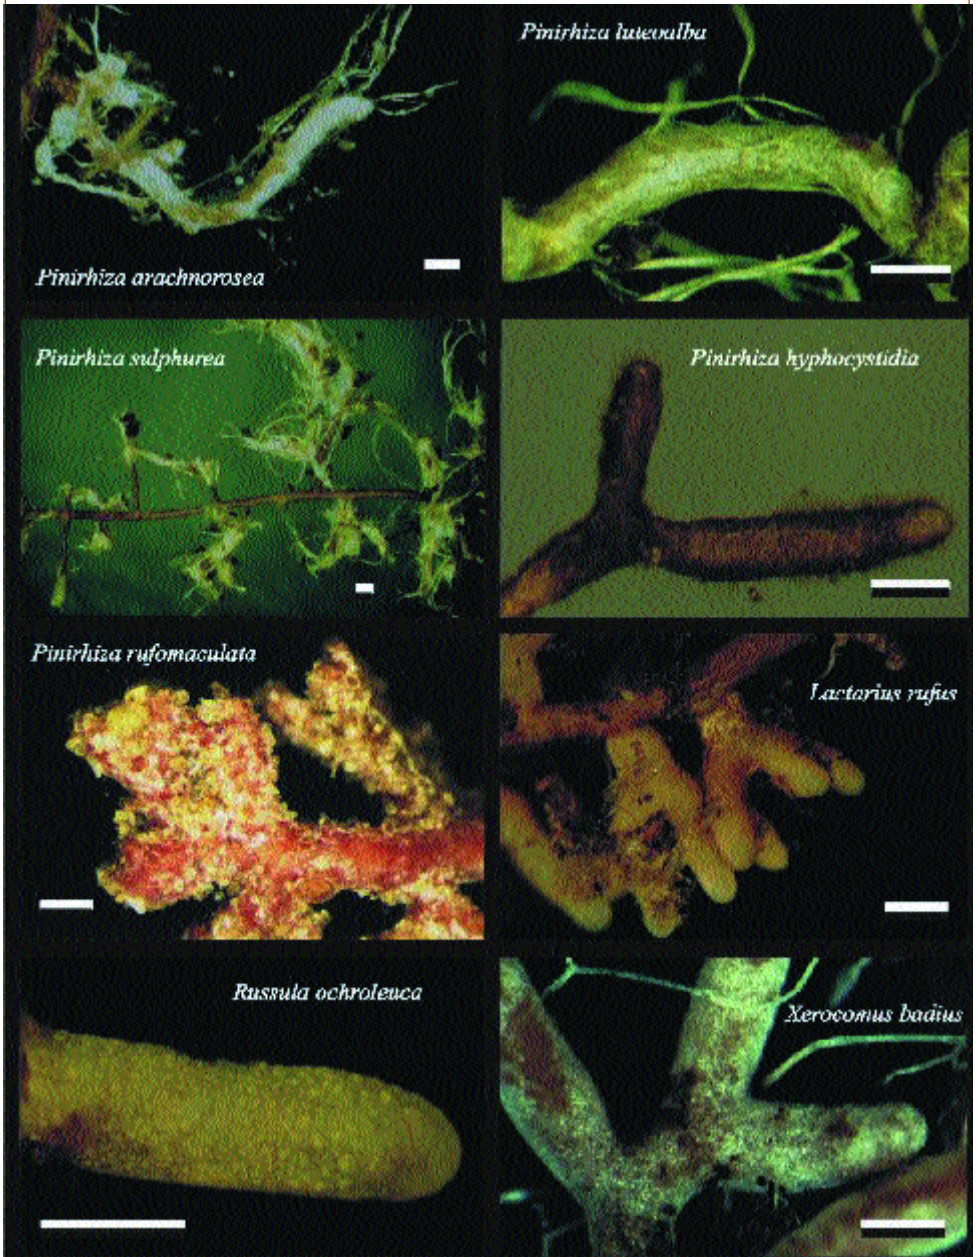 Pinirhiza arachnorosea
Pinirhiza luteoalba
Pinirhiza sulphurea
Pinirhiza hyphocystidia
Pinirhiza rufomaculata
Lactarius rufus
Russula ochroleuca
Xerocomus badius